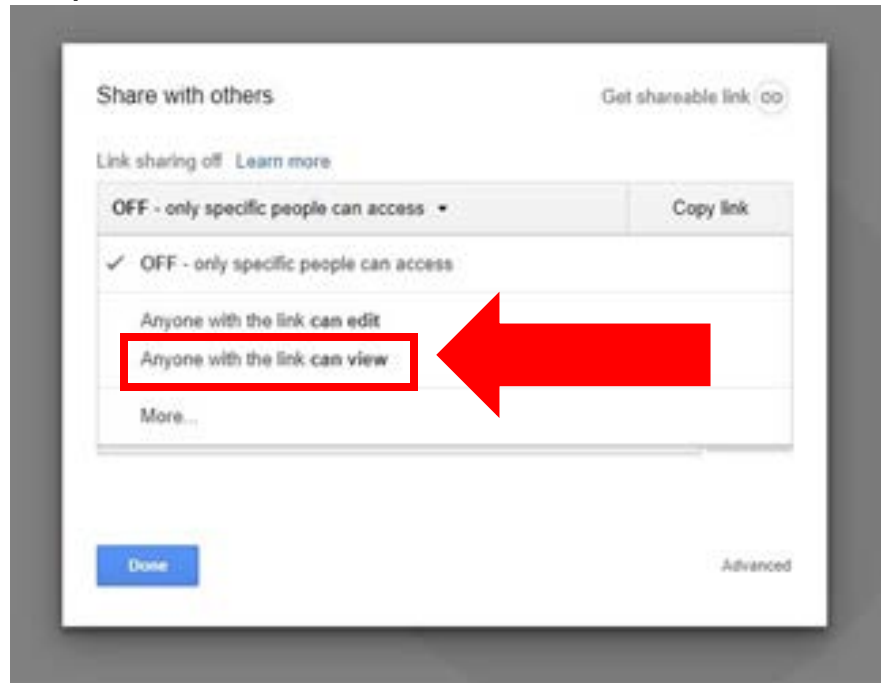 Share with others
Get shareable link
Link sharing off Learn more
OFF - only specific people can access
Copy link
✓ OFF - only specific people can access
Anyone with the link can edit
Anyone with the link can view
More...
Done
Advanced